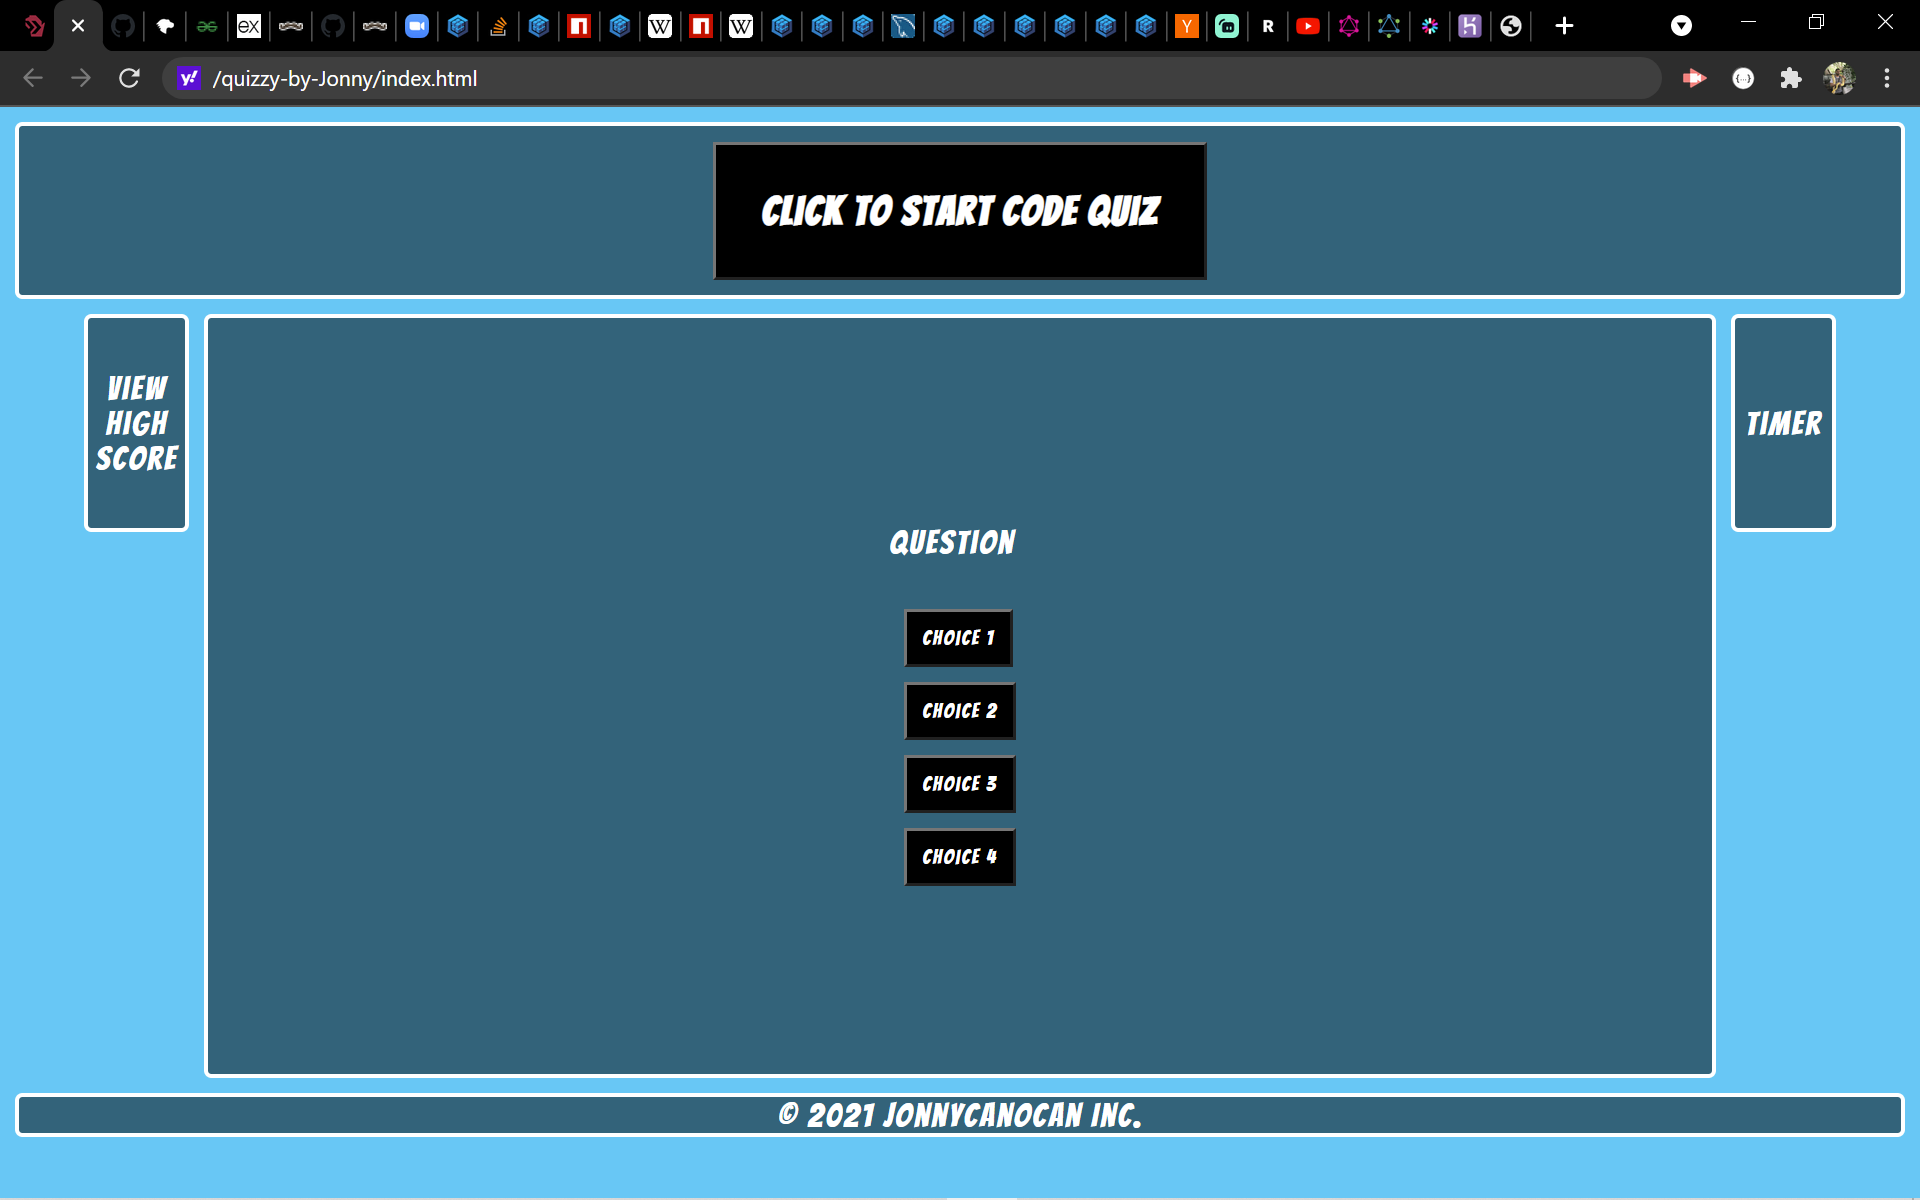 ex
W
W
Y
R
y!
/quizzy-by-Jonny/index.html
{...}
CLICK TO START CODE QUIZ
VIEW
HIGH
SCORE
TIMER
QUESTION
CHOICE 1
CHOICE 2
CHOICE 3
CHOICE 4
© 2021 JONNYCANOCAN INC.